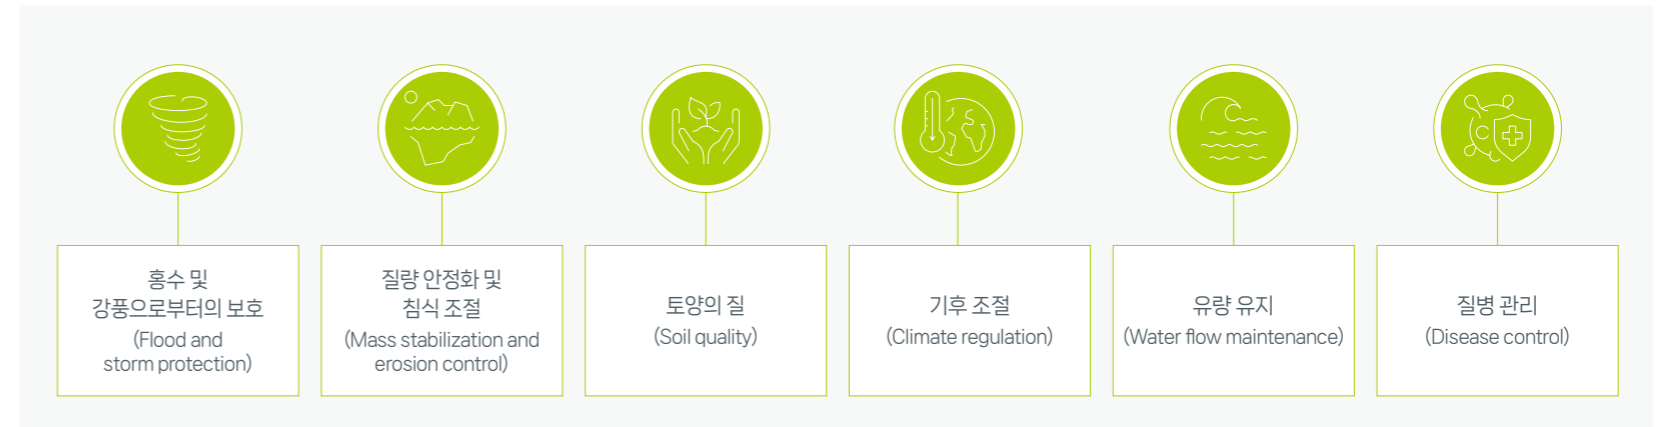 홍수 및
강풍으로부터의 보호
(Flood and
storm protection)
질량 안정화 및
침식 조절
(Mass stabilization and
erosion control)
토양의 질
(Soil quality)
기후 조절
(Climate regulation)
유량 유지
(Water flow maintenance)
질병 관리
(Disease control)